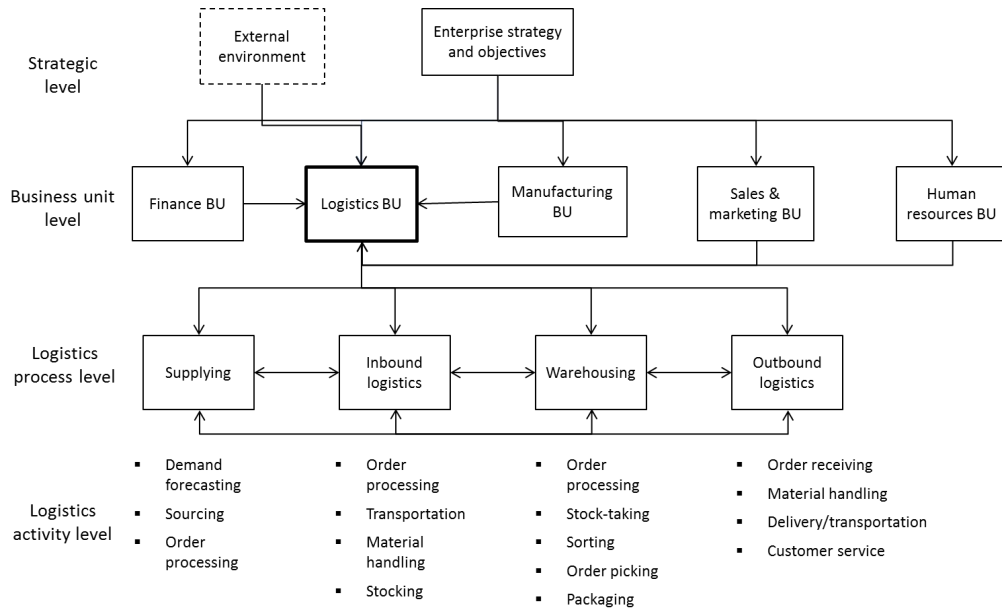 Strategic
level
External
environment
Enterprise strategy
and objectives
Business unit
level
Finance BU
Logistics BU
Manufacturing
BU
Sales &
marketing BU
Human
resources BU
Logistics
process level
Supplying
Inbound
logistics
Warehousing
Outbound
logistics
Logistics
activity level
▪ Demand
forecasting
▪ Sourcing
▪ Order
processing
▪ Order
processing
▪ Transportation
▪ Material
handling
▪ Stocking
▪ Order
processing
▪ Stock-taking
▪ Sorting
▪ Order picking
▪ Packaging
▪ Order receiving
▪ Material handling
▪ Delivery/transportation
▪ Customer service